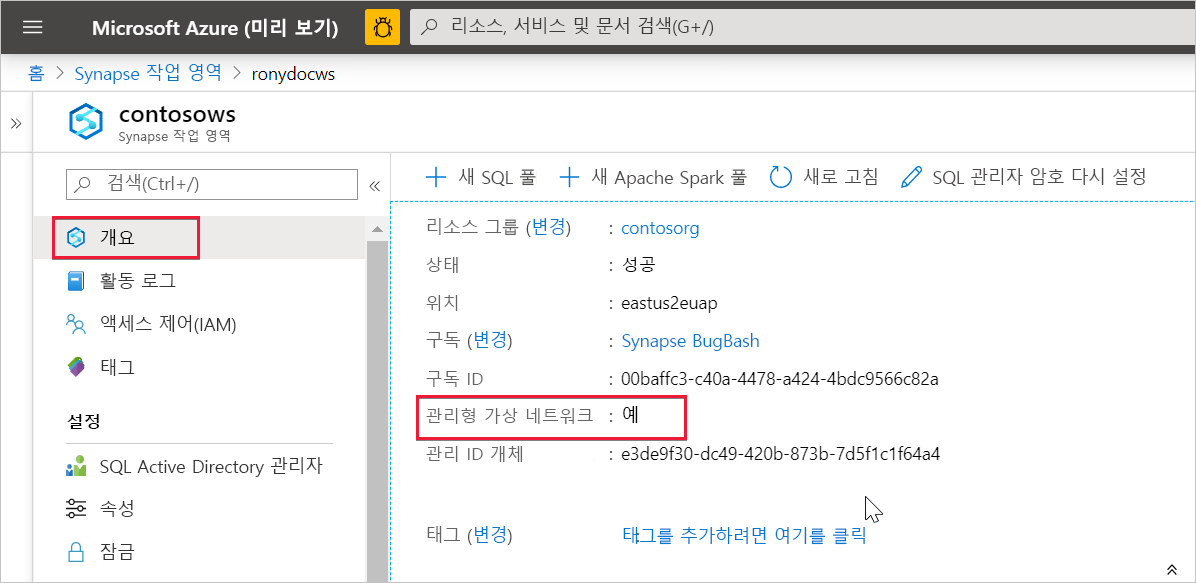 Microsoft Azure (미리 보기)
리소스, 서비스 및 문서 검색(G+/)
홈 > Synapse 작업 영역 > ronydocws
contosows
Synapse 작업 영역
검색(Ctrl+/)
새 SQL 풀
새 Apache Spark 풀
새로 고침
SQL 관리자 암호 다시 설정
개요
활동 로그
액세스 제어(IAM)
태그
설정
SQL Active Directory 관리자
속성
잠금
리소스 그룹 (변경) : contosorg
상태 : 성공
위치 : eastus2euap
구독 (변경) : Synapse BugBash
구독 ID : 00baffc3-c40a-4478-a424-4bdc9566c82a
관리형 가상 네트워크 : 예
관리 ID 개체 : e3de9f30-dc49-420b-873b-7d5f1c1f64a4
태그 (변경) 태그를 추가하려면 여기를 클릭